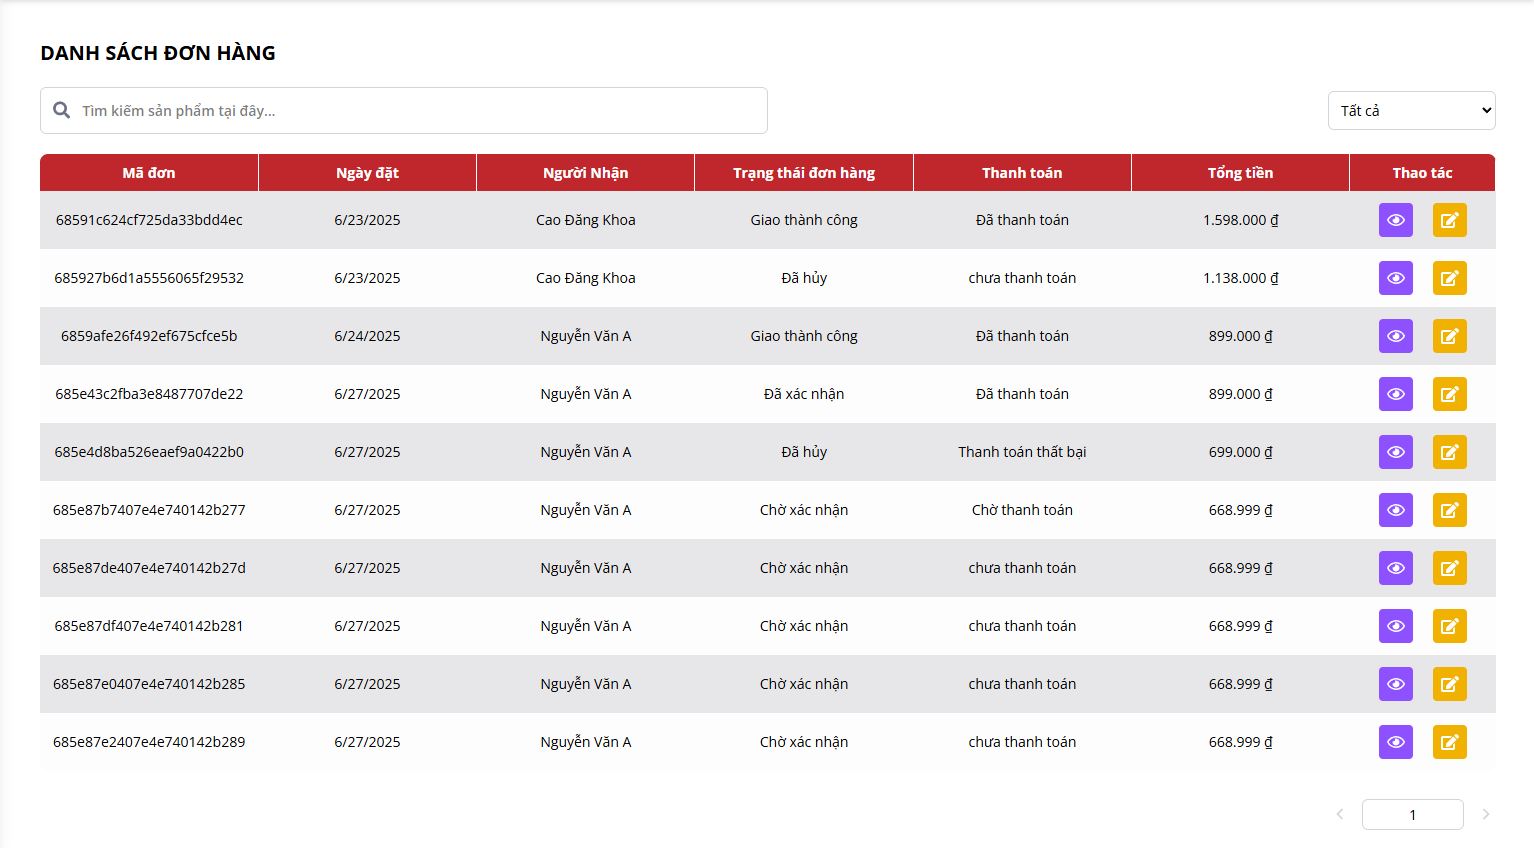 DANH SÁCH ĐƠN HÀNG
Tìm kiếm sản phẩm tại đây...
Tất cả
Mã đơn Ngày đặt Người Nhận Trạng thái đơn hàng Thanh toán Tổng tiền Thao tác
68591c624cf725da33bdd4ec 6/23/2025 Cao Đăng Khoa Giao thành công Đã thanh toán 1.598.000 ₫
685927b6d1a5556065f29532 6/23/2025 Cao Đăng Khoa Đã hủy chưa thanh toán 1.138.000 ₫
6859afe26f492ef675cfce5b 6/24/2025 Nguyễn Văn A Giao thành công Đã thanh toán 899.000 ₫
685e43c2fba3e8487707de22 6/27/2025 Nguyễn Văn A Đã xác nhận Đã thanh toán 899.000 ₫
685e4d8ba526eaef9a0422b0 6/27/2025 Nguyễn Văn A Đã hủy Thanh toán thất bại 699.000 ₫
685e87b7407e4e740142b277 6/27/2025 Nguyễn Văn A Chờ xác nhận Chờ thanh toán 668.999 ₫
685e87de407e4e740142b27d 6/27/2025 Nguyễn Văn A Chờ xác nhận chưa thanh toán 668.999 ₫
685e87df407e4e740142b281 6/27/2025 Nguyễn Văn A Chờ xác nhận chưa thanh toán 668.999 ₫
685e87e0407e4e740142b285 6/27/2025 Nguyễn Văn A Chờ xác nhận chưa thanh toán 668.999 ₫
685e87e2407e4e740142b289 6/27/2025 Nguyễn Văn A Chờ xác nhận chưa thanh toán 668.999 ₫
1